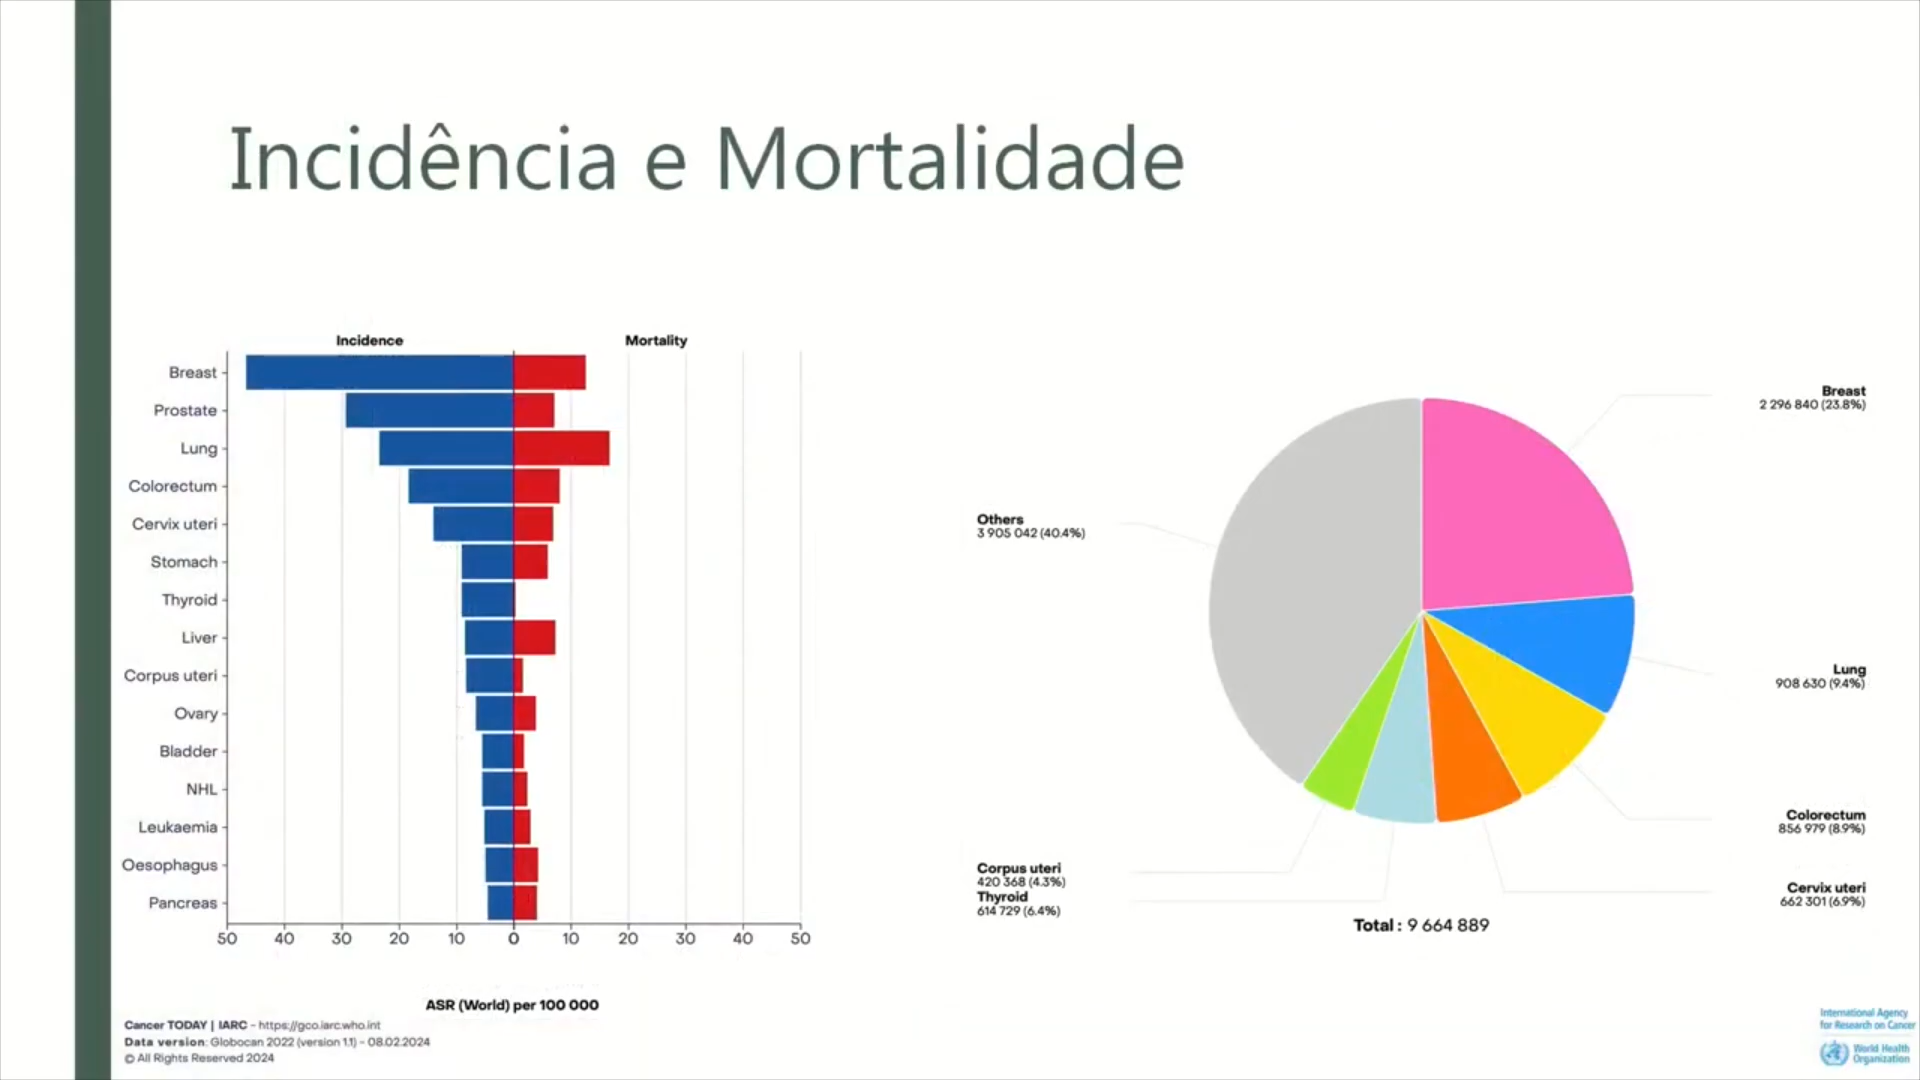 Incidência e Mortalidade
Incidence Mortality
Breast
Prostate
Lung
Colorectum
Cervix uteri
Stomach
Thyroid
Liver
Corpus uteri
Ovary
Bladder
NHL
Leukaemia
Oesophagus
Pancreas
50 40 30 20 10 0 10 20 30 40 50
ASR (World) per 100 000
Breast
2 296 840 (23.8%)
Lung
908 630 (9.4%)
Colorectum
856 979 (8.9%)
Cervix uteri
662 301 (6.9%)
Others
3 905 042 (40.4%)
Corpus uteri
420 368 (4.3%)
Thyroid
614 729 (6.4%)
Total : 9 664 889
Cancer TODAY | IARC - https://gco.iarc.who.int
Data version: Globocan 2022 (version 1.1) - 08.02.2024
© All Rights Reserved 2024
International Agency
for Research on Cancer
World Health
Organization